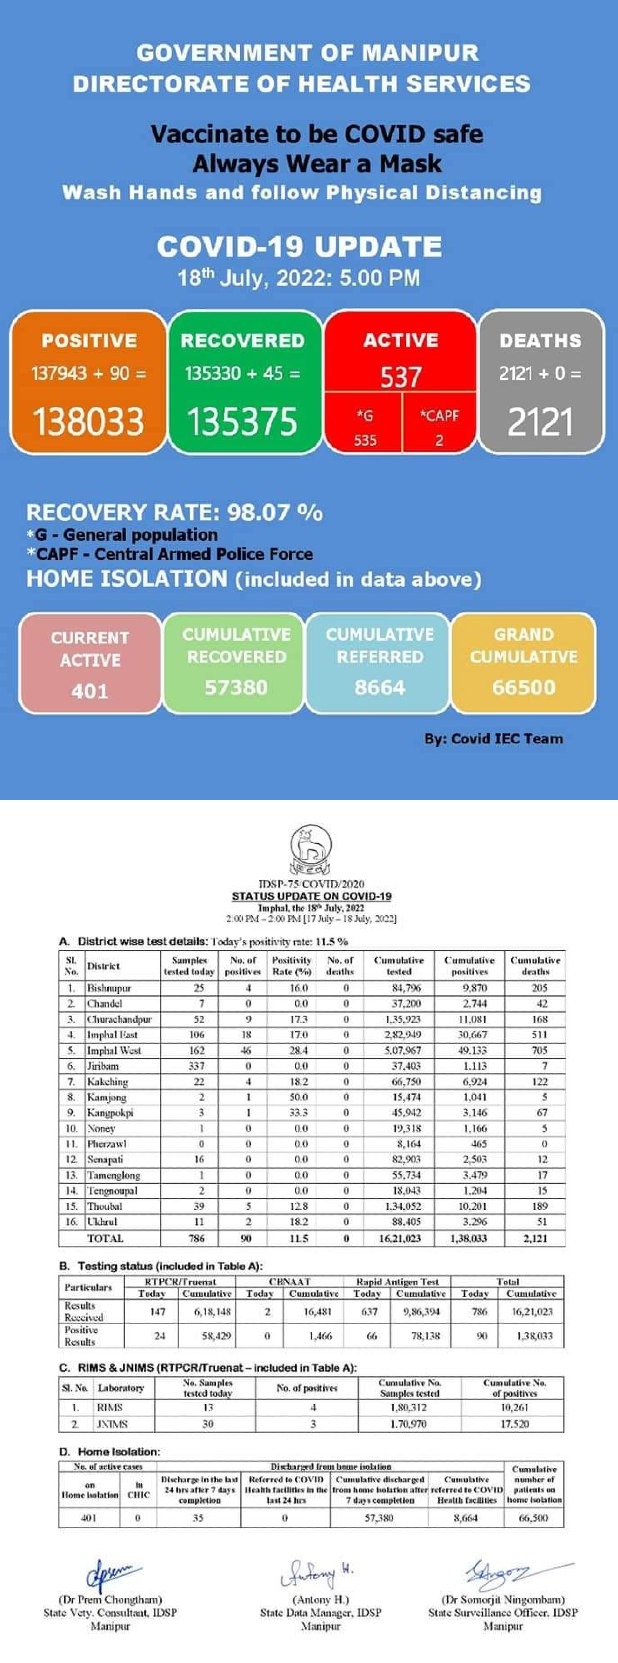 GOVERNMENT OF MANIPUR
DIRECTORATE OF HEALTH SERVICES
Vaccinate to be COVID safe
Always Wear a Mask
Wash Hands and follow Physical Distancing
COVID-19 UPDATE
18th July, 2022: 5.00 PM
POSITIVE
137943 + 90 =
138033
RECOVERED
135330 + 45 =
135375
ACTIVE
537
*G
535
*CAPF
2
DEATHS
2121 + 0 =
2121
RECOVERY RATE: 98.07 %
*G - General population
*CAPF - Central Armed Police Force
HOME ISOLATION (included in data above)
CURRENT
ACTIVE
401
CUMULATIVE
RECOVERED
57380
CUMULATIVE
REFERRED
8664
GRAND
CUMULATIVE
66500
By: Covid IEC Team
IDSP-75/COVID/2020
STATUS UPDATE ON COVID-19
Imphal, the 18th July, 2022
2:00 PM – 2:00 PM [17 July – 18 July, 2022]
A. District wise test details: Today's positivity rate: 11.5 %
Sl. No. District Samples tested today No. of positives Positivity Rate (%) No. of deaths Cumulative tested Cumulative positives Cumulative deaths
1. Bishnupur 25 4 16.0 0 84,796 9,870 205
2. Chandel 7 0 0.0 0 37,200 2,744 42
3. Churachandpur 52 9 17.3 0 1,35,923 11,081 168
4. Imphal East 106 18 17.0 0 2,82,949 30,667 511
5. Imphal West 162 46 28.4 0 5,07,967 49,133 705
6. Jiribam 337 0 0.0 0 37,403 1,113 7
7. Kakching 22 4 18.2 0 66,750 6,924 122
8. Kamjong 2 1 50.0 0 15,474 1,041 5
9. Kangpokpi 3 1 33.3 0 45,942 3,146 67
10. Noney 1 0 0.0 0 19,318 1,166 5
11. Pherzawl 0 0 0.0 0 8,164 465 0
12. Senapati 16 0 0.0 0 82,903 2,503 12
13. Tamenglong 1 0 0.0 0 55,734 3,479 17
14. Tengnoupal 2 0 0.0 0 18,043 1,204 15
15. Thoubal 39 5 12.8 0 1,34,052 10,201 189
16. Ukhrul 11 2 18.2 0 88,405 3,296 51
TOTAL 786 90 11.5 0 16,21,023 1,38,033 2,121
B. Testing status (included in Table A):
Particulars RTPCR/Truenat CBNAAT Rapid Antigen Test Total
Today Cumulative Today Cumulative Today Cumulative Today Cumulative
Results Received 147 6,18,148 2 16,481 637 9,86,394 786 16,21,023
Positive Results 24 58,429 0 1,466 66 78,138 90 1,38,033
C. RIMS & JNIMS (RTPCR/Truenat – included in Table A):
Sl. No. Laboratory No. Samples tested today No. of positives Cumulative No. Samples tested Cumulative No. of positives
1. RIMS 13 4 1,80,312 10,261
2. JNIMS 30 3 1,70,970 17,520
D. Home Isolation:
No. of active cases Discharged from home isolation Cumulative number of patients on home isolation
on Home isolation in CHIC Discharge in the last 24 hrs after 7 days completion Referred to COVID Health facilities in the last 24 hrs Cumulative discharged from home isolation after 7 days completion Cumulative referred to COVID Health facilities
401 0 35 0 57,380 8,664 66,500
Antony H.
(Dr Prem Chongtham) (Antony H.) (Dr Somorjit Ningombam)
State Vety. Consultant, IDSP State Data Manager, IDSP State Surveillance Officer, IDSP
Manipur Manipur Manipur